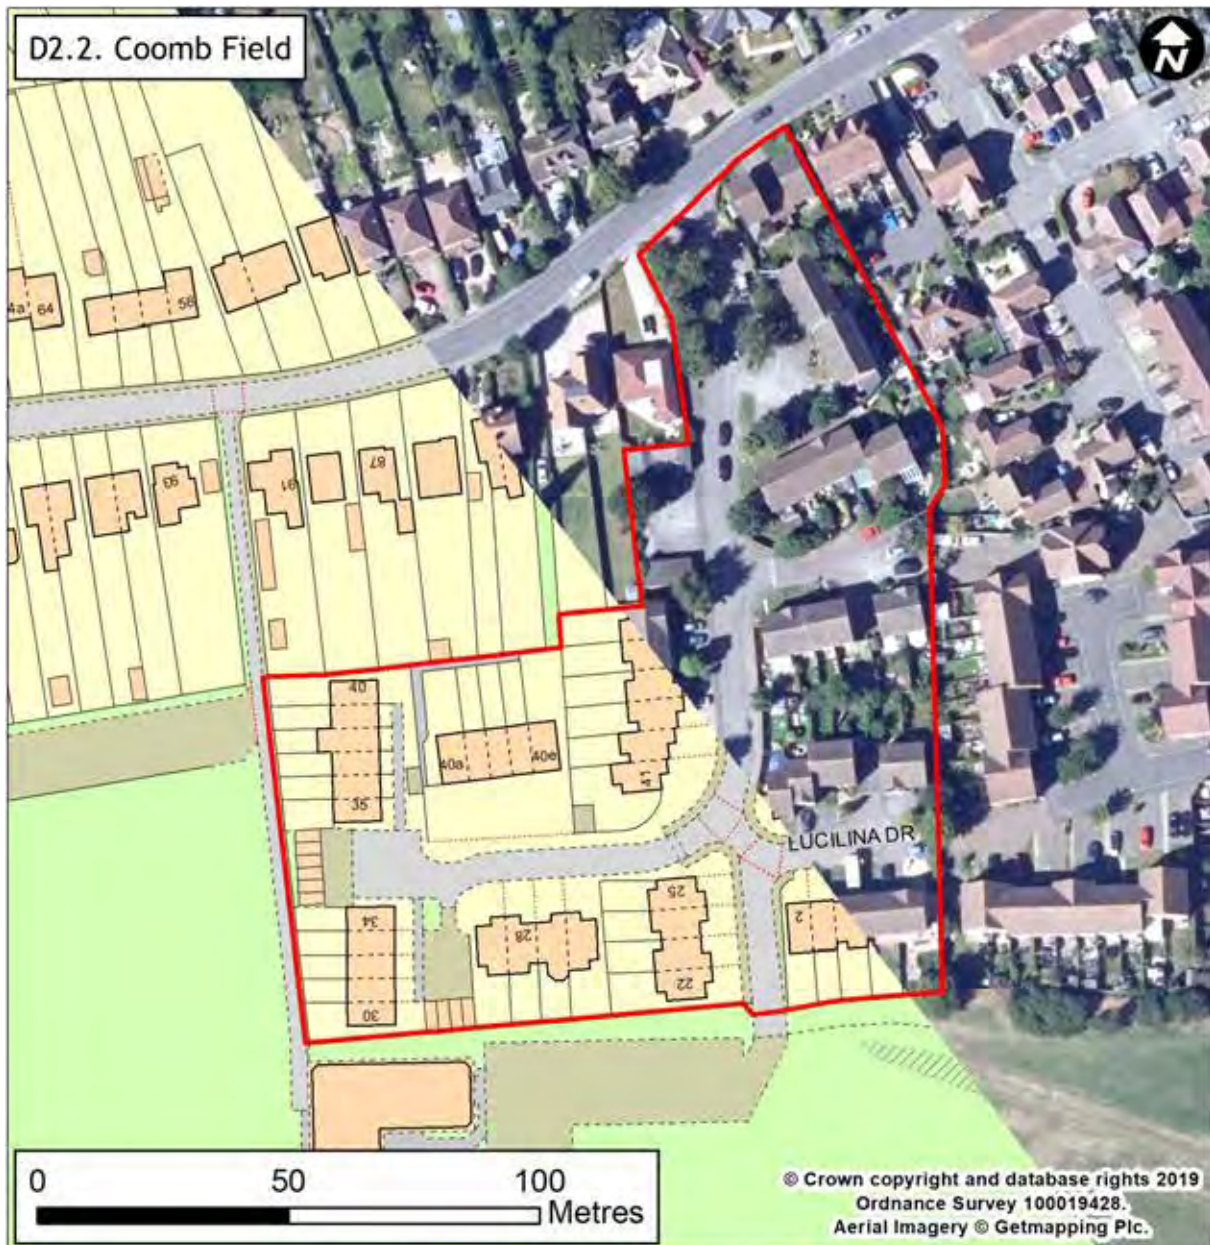 D2.2. Coomb Field
N
4a 64
58
93
91
87
40
40a
40e
35
41
LUCILINA DR
34
28
25
2
22
30
0 50 100
Metres
© Crown copyright and database rights 2019
Ordnance Survey 100019428.
Aerial Imagery © Getmapping Plc.